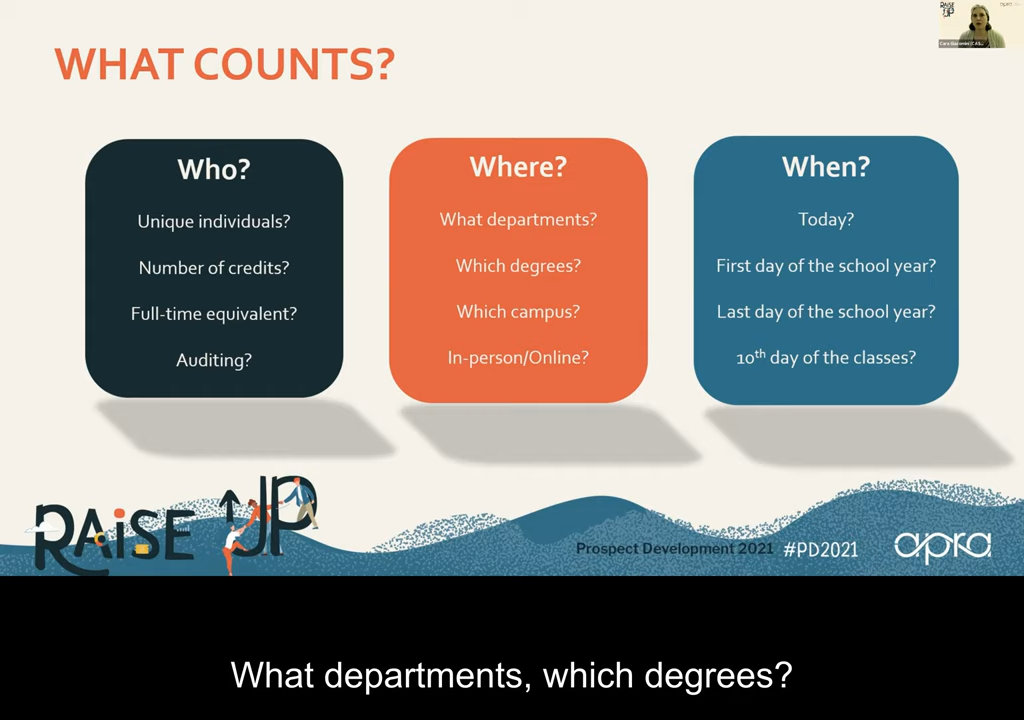 WHAT COUNTS?
Who?
Unique individuals?
Number of credits?
Full-time equivalent?
Auditing?
Where?
What departments?
Which degrees?
Which campus?
In-person/Online?
When?
Today?
First day of the school year?
Last day of the school year?
10th day of the classes?
RAiSE UP
Prospect Development 2021 #PD2021 apra
What departments, which degrees?